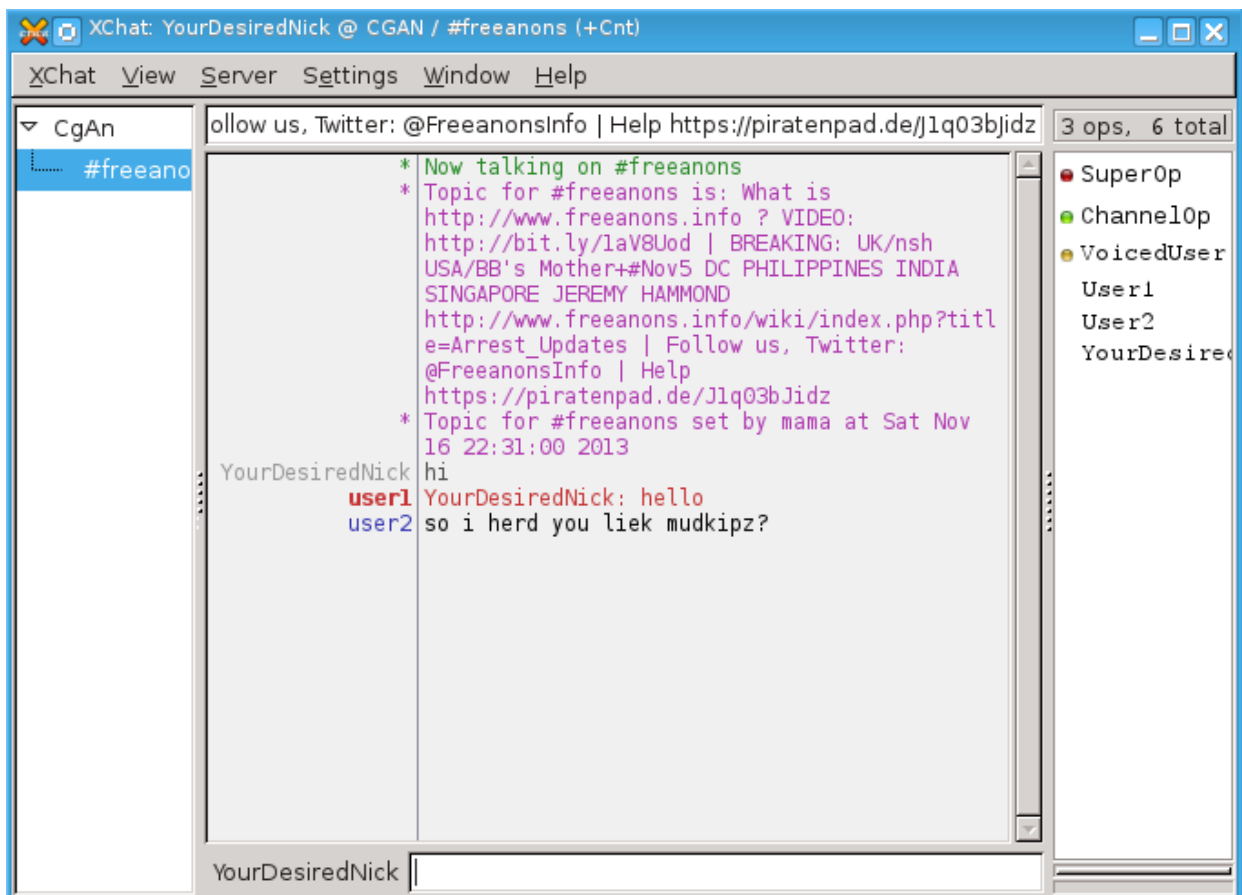 XChat: YourDesiredNick @ CGAN / #freeanons (+Cnt)
XChat View Server Settings Window Help
CgAn
#freeano
ollow us, Twitter: @FreeanonsInfo | Help https://piratenpad.de/J1q03bJidz
3 ops, 6 total
* Now talking on #freeanons
* Topic for #freeanons is: What is
http://www.freeanons.info ? VIDEO:
http://bit.ly/1aV8Uod | BREAKING: UK/nsh
USA/BB's Mother+#Nov5 DC PHILIPPINES INDIA
SINGAPORE JEREMY HAMMOND
http://www.freeanons.info/wiki/index.php?titl
e=Arrest_Updates | Follow us, Twitter:
@FreeanonsInfo | Help
https://piratenpad.de/J1q03bJidz
* Topic for #freeanons set by mama at Sat Nov
16 22:31:00 2013
YourDesiredNick hi
user1 YourDesiredNick: hello
user2 so i herd you liek mudkipz?
SuperOp
ChannelOp
VoicedUser
User1
User2
YourDesired
YourDesiredNick